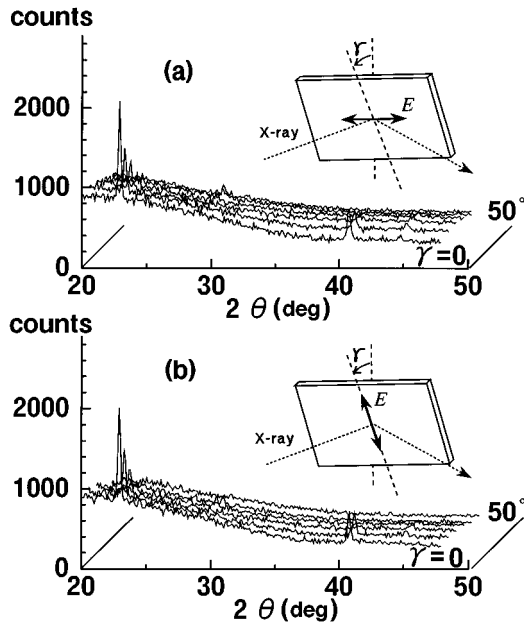 counts
2000
1000
0
(a)
γ
E
X-ray
50°
γ=0
20
30
40
50
2 θ (deg)
counts
2000
1000
0
(b)
γ
E
X-ray
50°
γ=0
20
30
40
50
2 θ (deg)